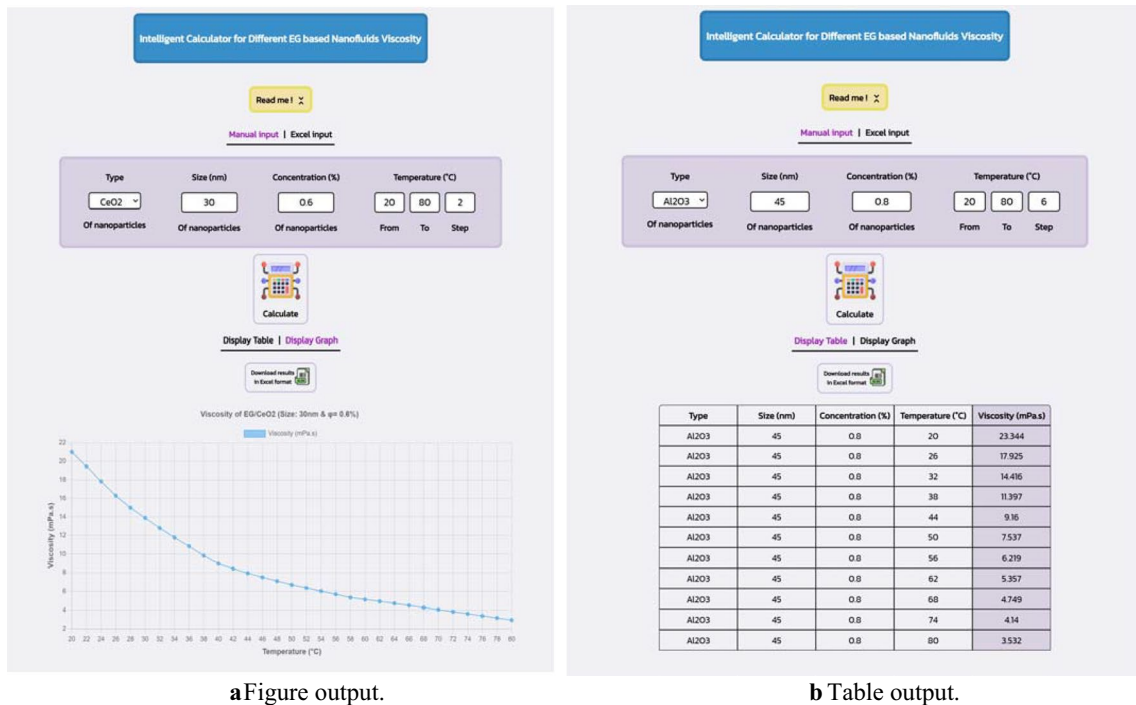 Intelligent Calculator for Different EG based Nanofluids Viscosity
Read me !
Manual input | Excel input
Type Size (nm) Concentration (%) Temperature (°C)
CeO2 30 0.6 20 80 2
Of nanoparticles Of nanoparticles Of nanoparticles From To Step
Calculate
Display Table | Display Graph
Download results
in Excel format
Viscosity of EG/CeO2 (Size: 30nm & φ= 0.6%)
Viscosity (mPa.s)
22
20
18
16
14
12
10
8
6
4
2
Viscosity (mPa.s)
20 22 24 26 28 30 32 34 36 38 40 42 44 46 48 50 52 54 56 58 60 62 64 66 68 70 72 74 76 78 80
Temperature (°C)
a Figure output.
Intelligent Calculator for Different EG based Nanofluids Viscosity
Read me !
Manual input | Excel input
Type Size (nm) Concentration (%) Temperature (°C)
Al2O3 45 0.8 20 80 6
Of nanoparticles Of nanoparticles Of nanoparticles From To Step
Calculate
Display Table | Display Graph
Download results
in Excel format
Type Size (nm) Concentration (%) Temperature (°C) Viscosity (mPa.s)
Al2O3 45 0.8 20 23.344
Al2O3 45 0.8 26 17.925
Al2O3 45 0.8 32 14.416
Al2O3 45 0.8 38 11.397
Al2O3 45 0.8 44 9.16
Al2O3 45 0.8 50 7.537
Al2O3 45 0.8 56 6.219
Al2O3 45 0.8 62 5.357
Al2O3 45 0.8 68 4.749
Al2O3 45 0.8 74 4.14
Al2O3 45 0.8 80 3.532
b Table output.